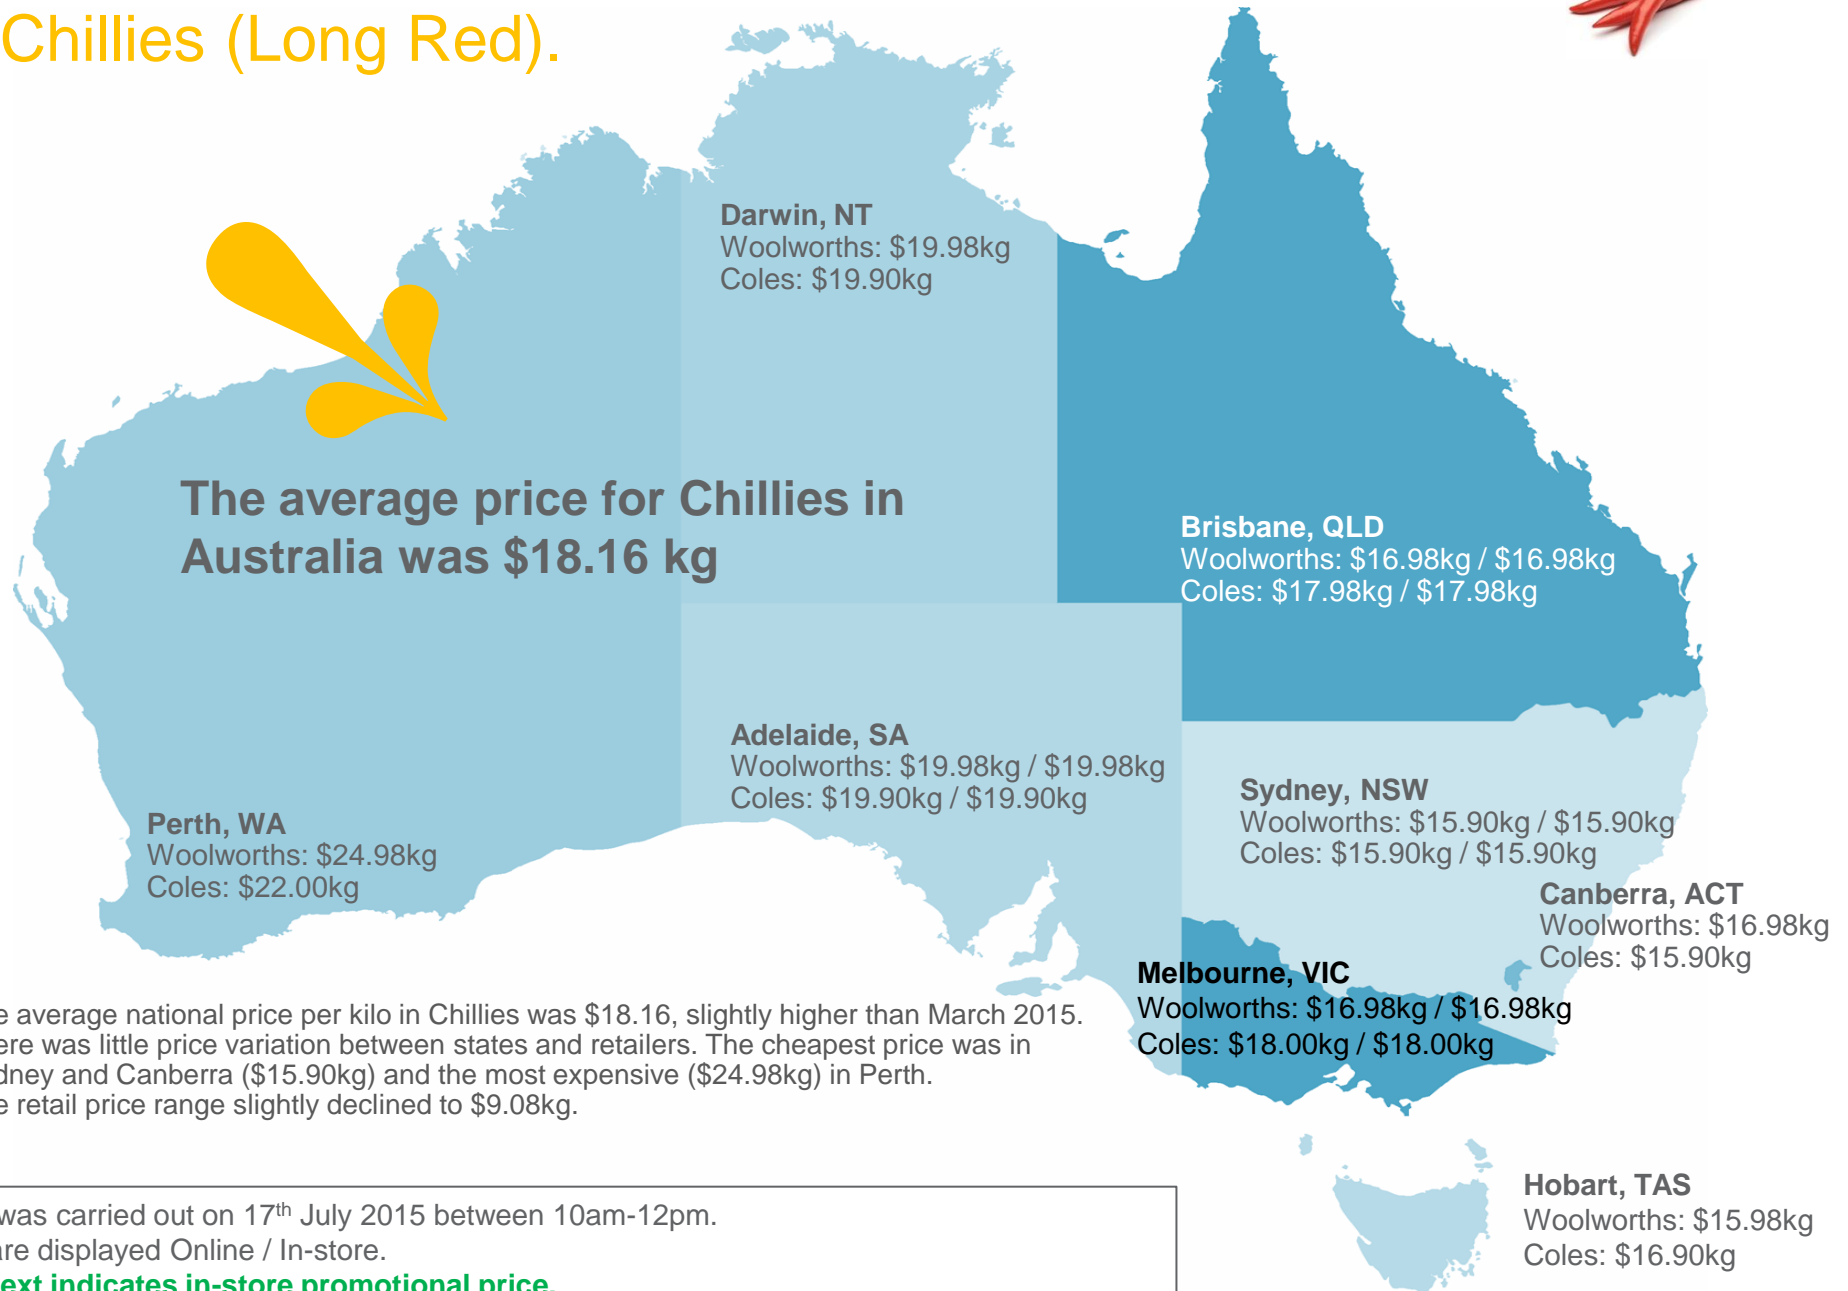 Chillies (Long Red).
Darwin, NT
Woolworths: $19.98kg
Coles: $19.90kg
The average price for Chillies in
Australia was $18.16 kg
Brisbane, QLD
Woolworths: $16.98kg / $16.98kg
Coles: $17.98kg / $17.98kg
Adelaide, SA
Woolworths: $19.98kg / $19.98kg
Coles: $19.90kg / $19.90kg
Sydney, NSW
Woolworths: $15.90kg / $15.90kg
Coles: $15.90kg / $15.90kg
Perth, WA
Woolworths: $24.98kg
Coles: $22.00kg
Canberra, ACT
Woolworths: $16.98kg
Coles: $15.90kg
Melbourne, VIC
Woolworths: $16.98kg / $16.98kg
Coles: $18.00kg / $18.00kg
average national price per kilo in Chillies was $18.16, slightly higher than March 2015.
was little price variation between states and retailers. The cheapest price was in
and Canberra ($15.90kg) and the most expensive ($24.98kg) in Perth.
retail price range slightly declined to $9.08kg.
was carried out on 17th July 2015 between 10am-12pm.
are displayed Online / In-store.
indicates in-store promotional price.
Hobart, TAS
Woolworths: $15.98kg
Coles: $16.90kg